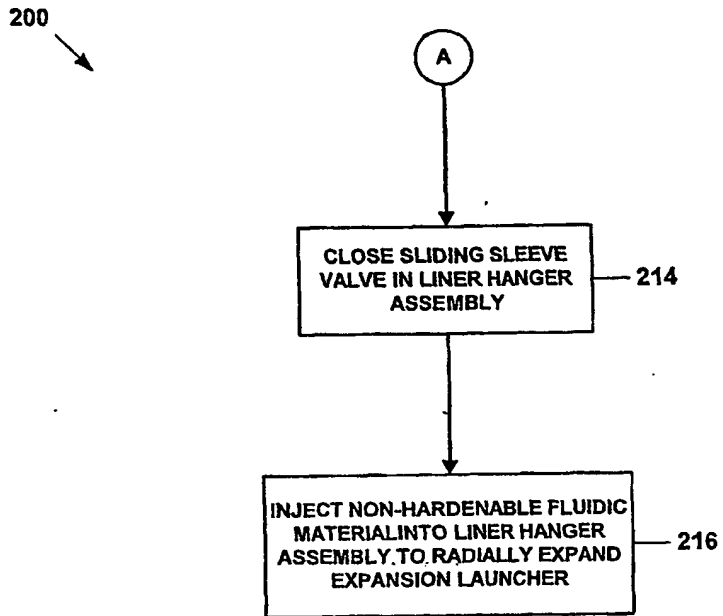 200
A
CLOSE SLIDING SLEEVE
VALVE IN LINER HANGER
ASSEMBLY
214
INJECT NON-HARDENABLE FLUIDIC
MATERIALINTO LINER HANGER
ASSEMBLY TO RADIALLY EXPAND
EXPANSION LAUNCHER
216